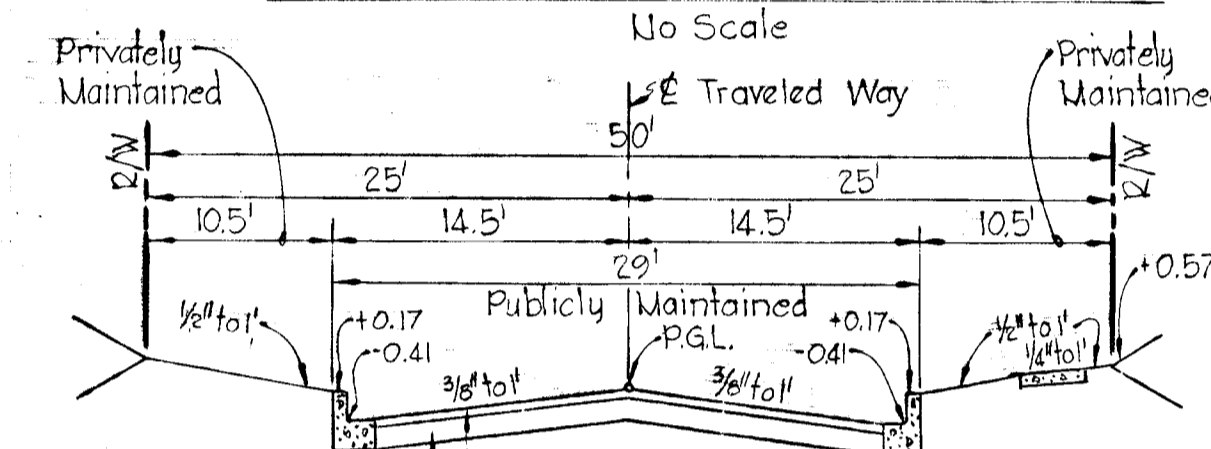 No Scale
Privately
Maintained
℄ Traveled Way
Privately
Maintained
R/W
50'
R/W
25'
25'
10.5'
14.5'
14.5'
10.5'
29'
+0.57
Publicly Maintained
1/2" to 1'
+0.17
P.G.L.
+0.17
1/2" to 1'
-0.41
-0.41
1/4" to 1'
3/8" to 1'
3/8" to 1'